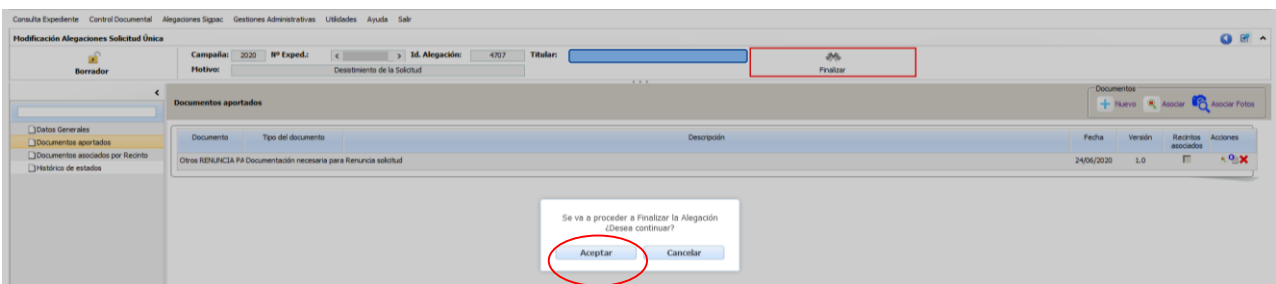 Consulta Expediente Control Documental Alegaciones Sigpac Gestiones Administrativas Utilidades Ayuda Salir
Modificación Alegaciones Solicitud Única
Borrador
Campaña: 2020 Nº Exped.: Id. Alegación: 4707 Titular:
Motivo: Desestimiento de la Solicitud
Finalizar
Documentos aportados
Documentos
Nuevo Asociar Asociar Fotos
Datos Generales
Documentos aportados
Documentos asociados por Recinto
Histórico de estados
Documento Tipo del documento Descripción Fecha Versión Recintos asociados Acciones
Otros RENUNCIA PA Documentación necesaria para Renuncia solicitud 24/06/2020 1.0
Se va a proceder a Finalizar la Alegación
¿Desea continuar?
Aceptar Cancelar